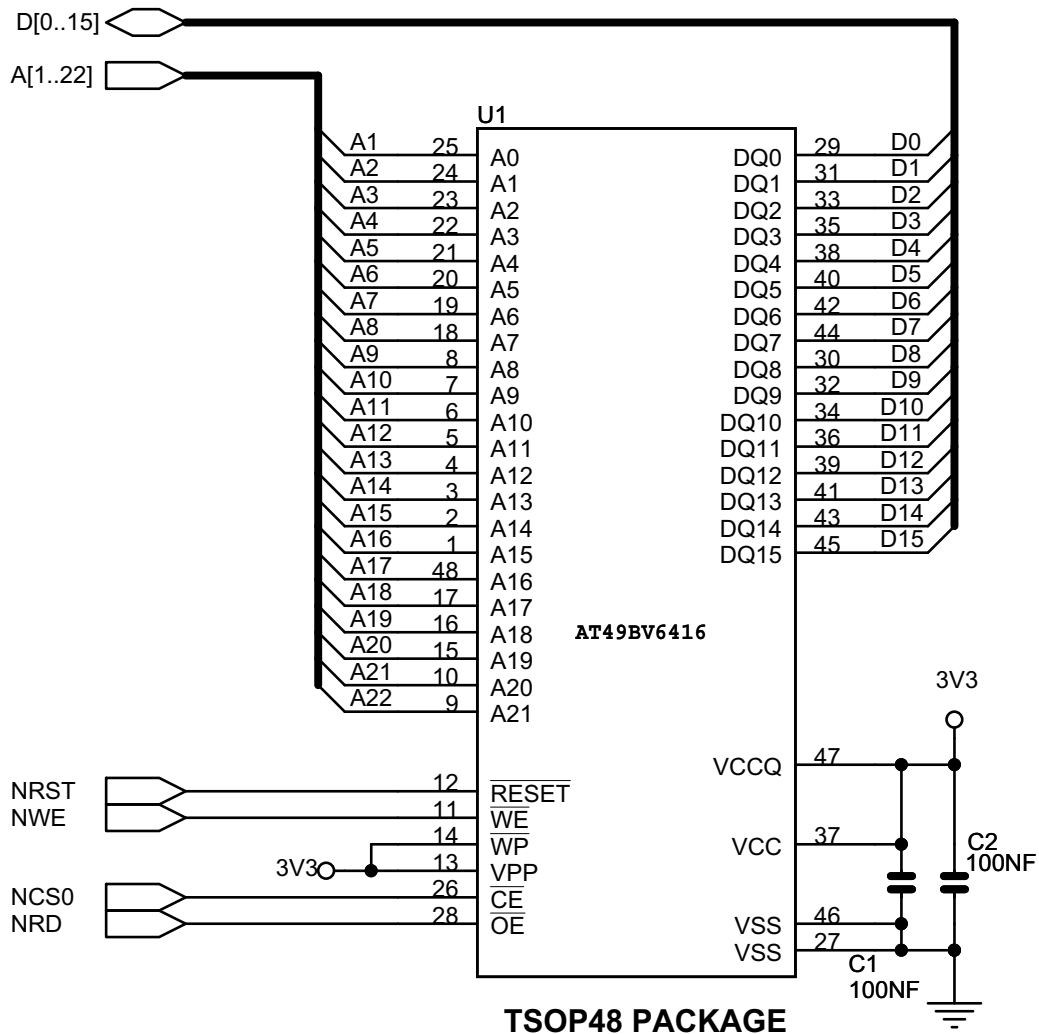 D[0..15]
A[1..22]
U1
A1 25 A0 DQ0 29 D0
A2 24 A1 DQ1 31 D1
A3 23 A2 DQ2 33 D2
A4 22 A3 DQ3 35 D3
A5 21 A4 DQ4 38 D4
A6 20 A5 DQ5 40 D5
A7 19 A6 DQ6 42 D6
A8 18 A7 DQ7 44 D7
A9 8 A8 DQ8 30 D8
A10 7 A9 DQ9 32 D9
A11 6 A10 DQ10 34 D10
A12 5 A11 DQ11 36 D11
A13 4 A12 DQ12 39 D12
A14 3 A13 DQ13 41 D13
A15 2 A14 DQ14 43 D14
A16 1 A15 DQ15 45 D15
A17 48 A16
A18 17 A17
A19 16 A18
AT49BV6416
A20 15 A19
A21 10 A20
A22 9 A21
3V3
VCCQ 47
NRST 12 RESET
NWE 11 WE
14 WP VCC 37
C2
100NF
3V3 13 VPP
NCS0 26 CE
NRD 28 OE
VSS 46
VSS 27
C1
100NF
TSOP48 PACKAGE